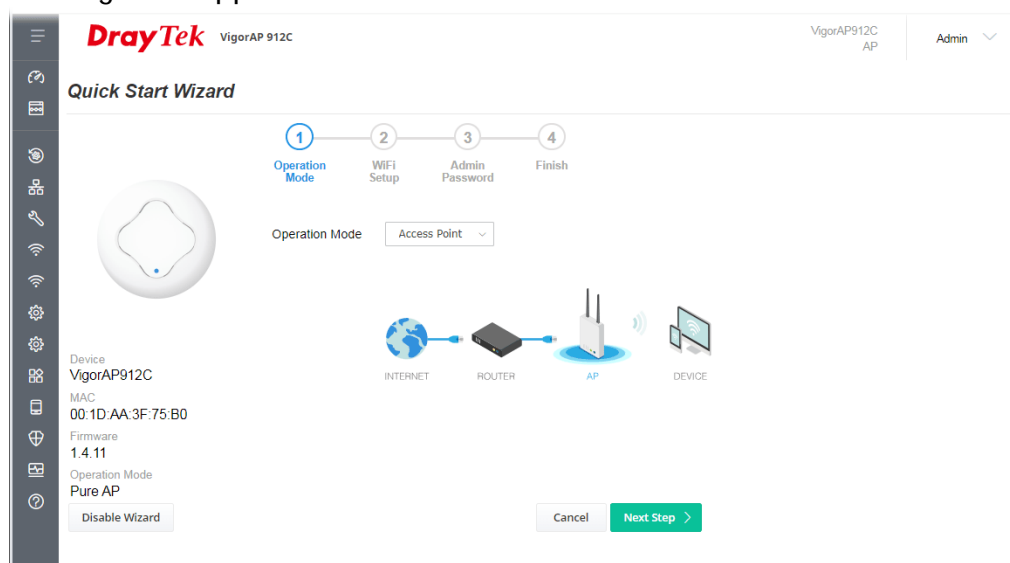 DrayTek VigorAP 912C
VigorAP912C
AP
Admin
Quick Start Wizard
1 2 3 4
Operation Mode
WiFi Setup
Admin Password
Finish
Operation Mode Access Point
INTERNET ROUTER AP DEVICE
Device
VigorAP912C
MAC
00:1D:AA:3F:75:B0
Firmware
1.4.11
Operation Mode
Pure AP
Disable Wizard Cancel Next Step